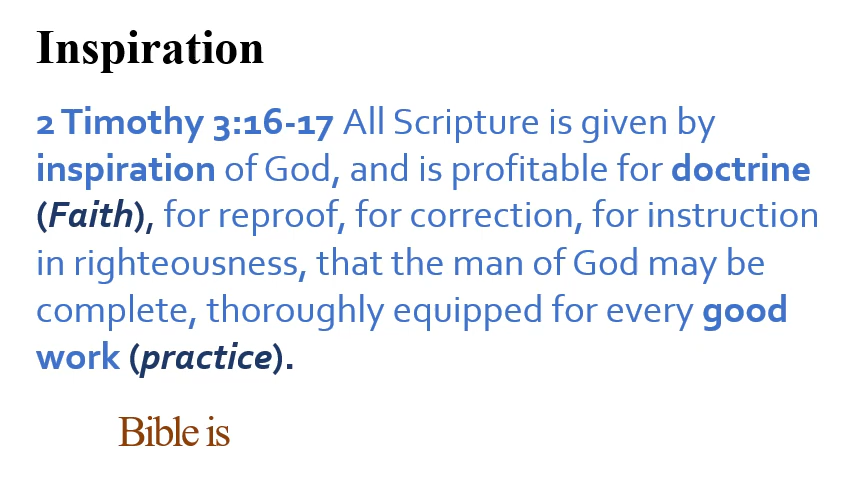 Inspiration
2 Timothy 3:16-17 All Scripture is given by
inspiration of God, and is profitable for doctrine
(Faith), for reproof, for correction, for instruction
in righteousness, that the man of God may be
complete, thoroughly equipped for every good
work (practice).
Bible is